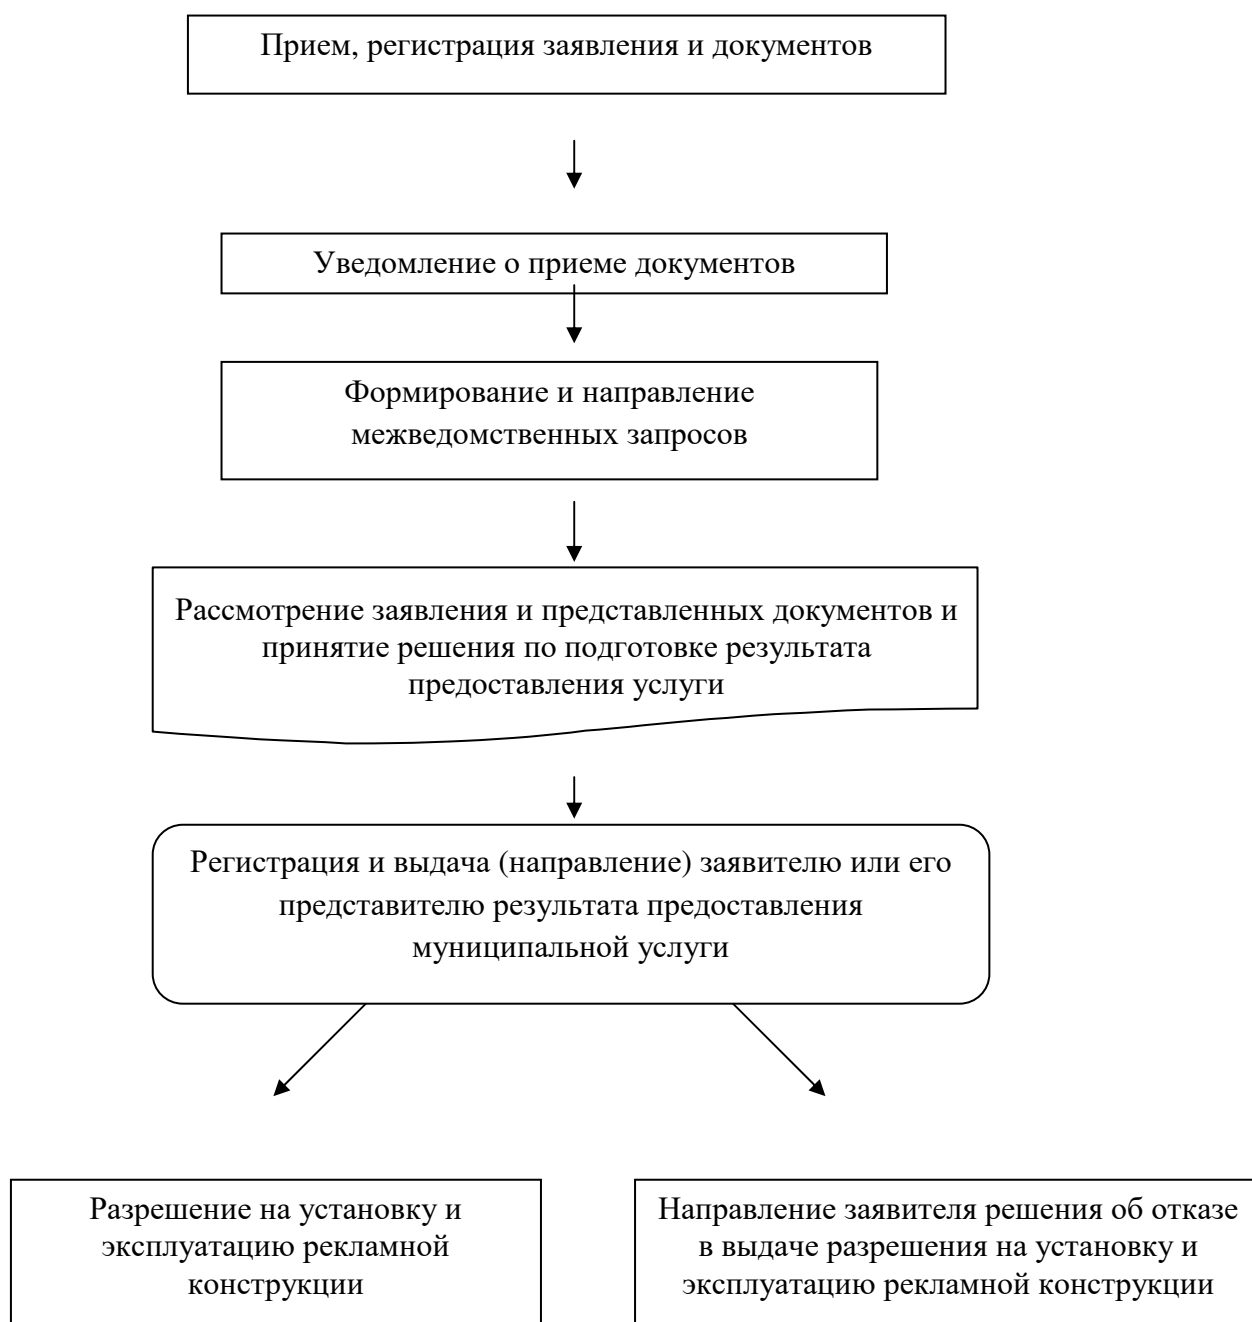 Прием, регистрация заявления и документов
Уведомление о приеме документов
Формирование и направление
межведомственных запросов
Рассмотрение заявления и представленных документов и
принятие решения по подготовке результата
предоставления услуги
Регистрация и выдача (направление) заявителю или его
представителю результата предоставления
муниципальной услуги
Разрешение на установку и
эксплуатацию рекламной
конструкции
Направление заявителя решения об отказе
в выдаче разрешения на установку и
эксплуатацию рекламной конструкции